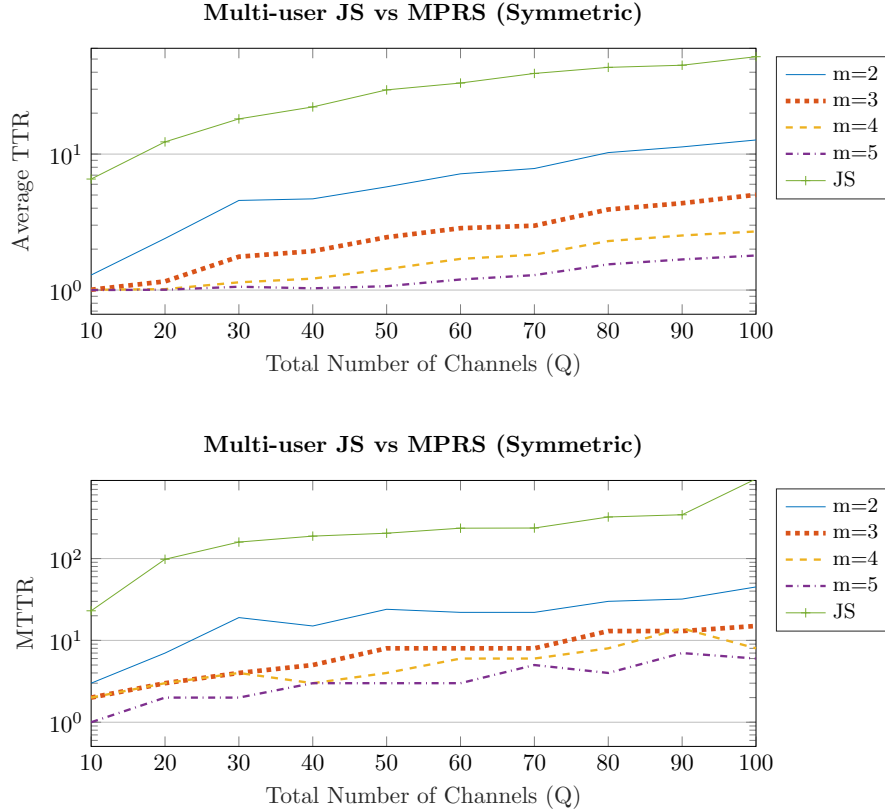 Multi-user JS vs MPRS (Symmetric)
Average TTR
10^1
10^0
10 20 30 40 50 60 70 80 90 100
Total Number of Channels (Q)
m=2
m=3
m=4
m=5
JS
Multi-user JS vs MPRS (Symmetric)
MTTR
10^2
10^1
10^0
10 20 30 40 50 60 70 80 90 100
Total Number of Channels (Q)
m=2
m=3
m=4
m=5
JS